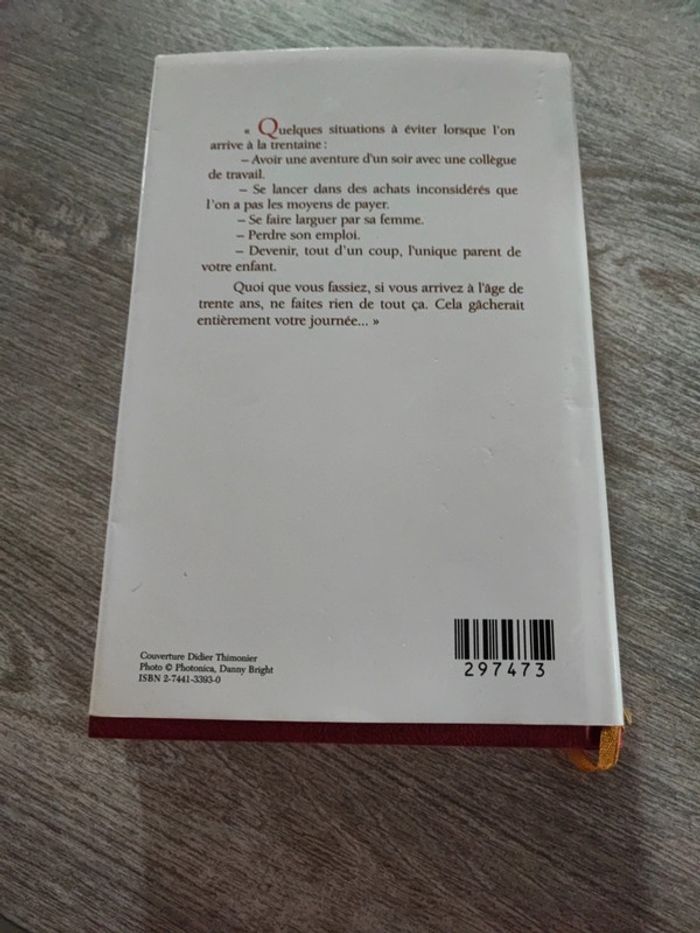 « Quelques situations à éviter lorsque l'on
arrive à la trentaine :
– Avoir une aventure d'un soir avec une collègue
de travail.
– Se lancer dans des achats inconsidérés que
l'on a pas les moyens de payer.
– Se faire larguer par sa femme.
– Perdre son emploi.
– Devenir, tout d'un coup, l'unique parent de
votre enfant.
Quoi que vous fassiez, si vous arrivez à l'âge de
trente ans, ne faites rien de tout ça. Cela gâcherait
entièrement votre journée... »
Couverture Didier Thimonier
Photo © Photonica, Danny Bright
ISBN 2-7441-3393-0
297473